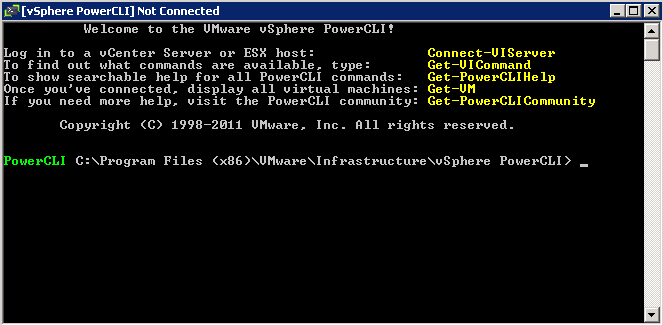 [vSphere PowerCLI] Not Connected
Welcome to the VMware vSphere PowerCLI!
Log in to a vCenter Server or ESX host: Connect-VIServer
To find out what commands are available, type: Get-VICommand
To show searchable help for all PowerCLI commands: Get-PowerCLIHelp
Once you've connected, display all virtual machines: Get-VM
If you need more help, visit the PowerCLI community: Get-PowerCLICommunity
Copyright (C) 1998-2011 VMware, Inc. All rights reserved.
PowerCLI C:\Program Files (x86)\VMware\Infrastructure\vSphere PowerCLI> _